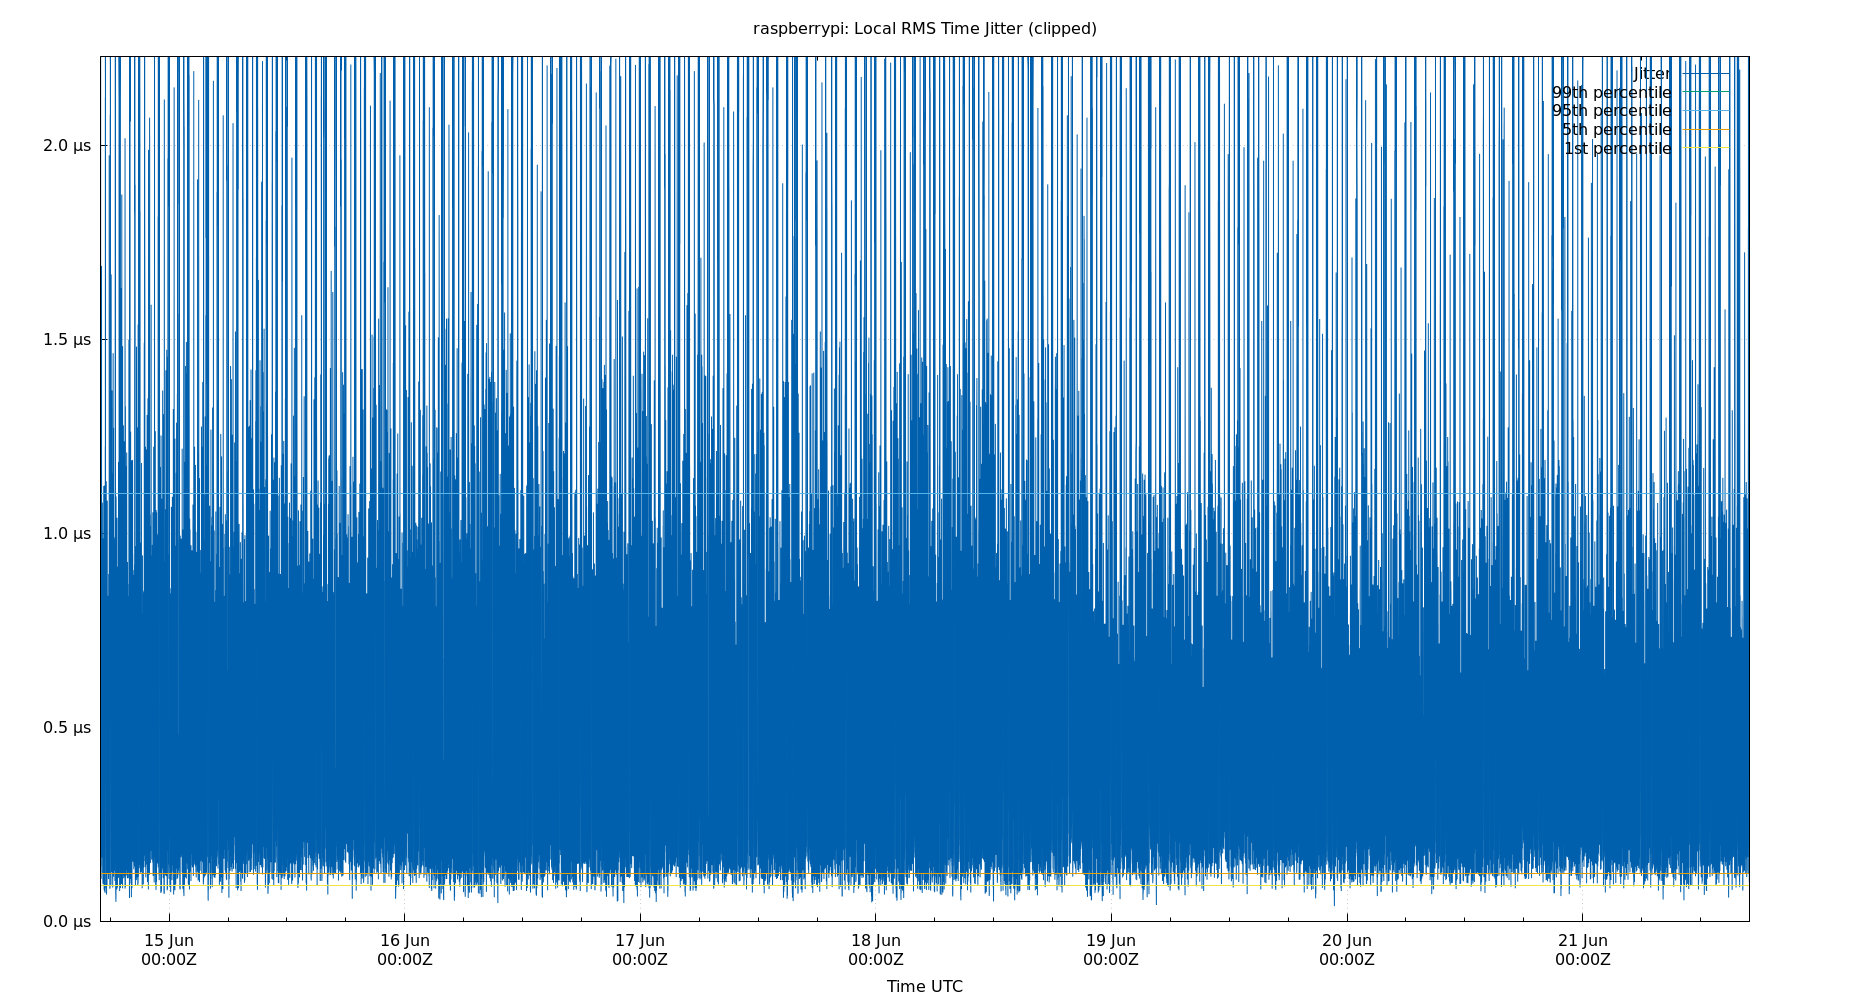 raspberrypi: Local RMS Time Jitter (clipped)
Jitter
99th percentile
95th percentile
5th percentile
1st percentile
2.0 µs
1.5 µs
1.0 µs
0.5 µs
0.0 µs
15 Jun 16 Jun 17 Jun 18 Jun 19 Jun 20 Jun 21 Jun
00:00Z 00:00Z 00:00Z 00:00Z 00:00Z 00:00Z 00:00Z
Time UTC